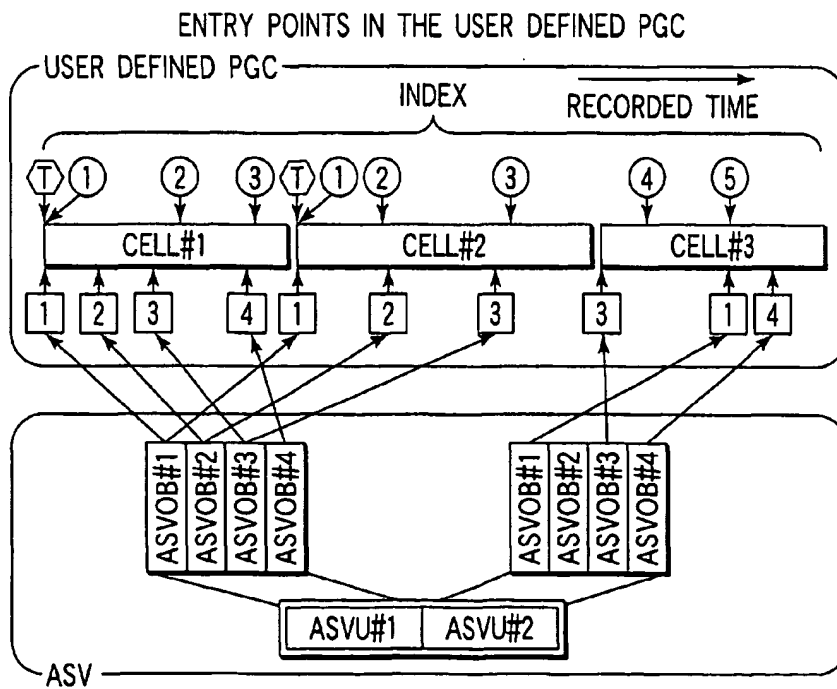 ENTRY POINTS IN THE USER DEFINED PGC
USER DEFINED PGC
INDEX
RECORDED TIME
T 1 2 3 T 1 2 3 4 5
CELL#1 CELL#2 CELL#3
1 2 3 4 1 2 3 3 1 4
ASVOB#1
ASVOB#2
ASVOB#3
ASVOB#4
ASVOB#1
ASVOB#2
ASVOB#3
ASVOB#4
ASVU#1 ASVU#2
ASV